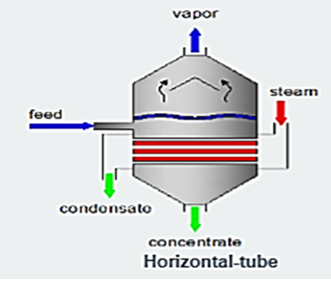 vapor
steam
feed
condensate
concentrate
Horizontal-tube